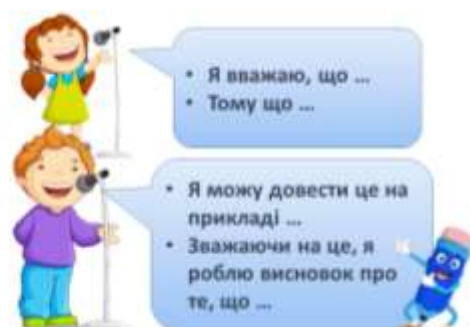 • Я вважаю, що ...
• Тому що ...
• Я можу довести це на
прикладі ...
• Зважаючи на це, я
роблю висновок про
те, що ...